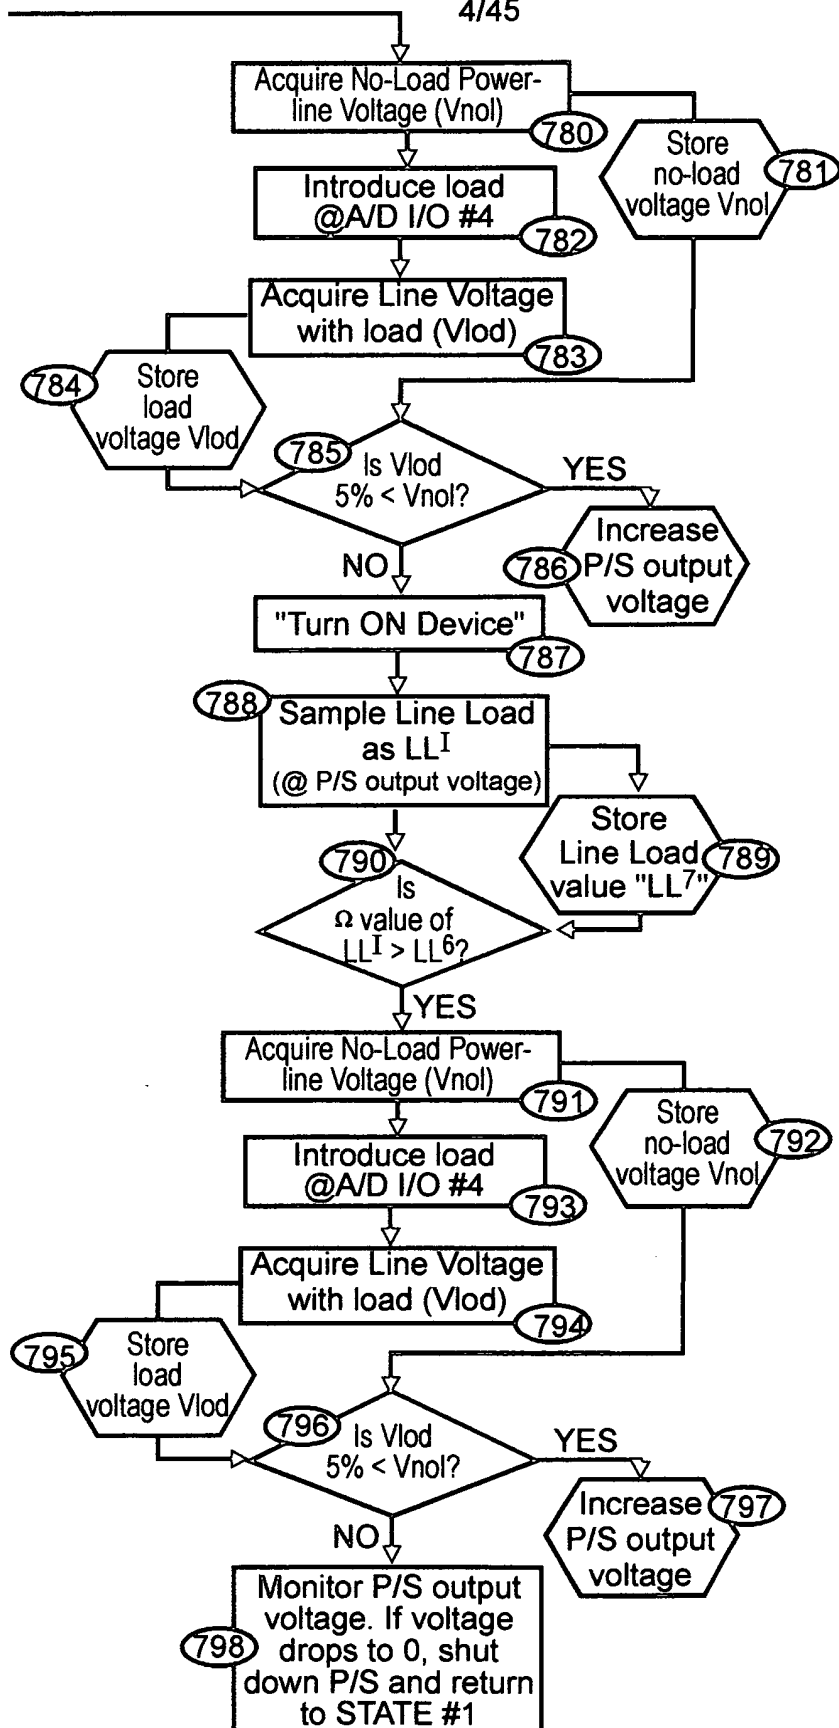 4/45
Acquire No-Load Power-
line Voltage (Vnol)
780
Store
no-load
voltage Vnol
781
Introduce load
@A/D I/O #4
782
Acquire Line Voltage
with load (Vlod)
783
784
Store
load
voltage Vlod
785
Is Vlod
5% < Vnol?
YES
Increase
P/S output
voltage
786
NO
"Turn ON Device"
787
788
Sample Line Load
as LLᴵ
(@ P/S output voltage)
Store
Line Load
value "LL⁷"
789
790
Is
Ω value of
LLᴵ > LL⁶?
YES
Acquire No-Load Power-
line Voltage (Vnol)
791
Store
no-load
voltage Vnol
792
Introduce load
@A/D I/O #4
793
Acquire Line Voltage
with load (Vlod)
794
795
Store
load
voltage Vlod
796
Is Vlod
5% < Vnol?
YES
Increase
P/S output
voltage
797
NO
798
Monitor P/S output
voltage. If voltage
drops to 0, shut
down P/S and return
to STATE #1